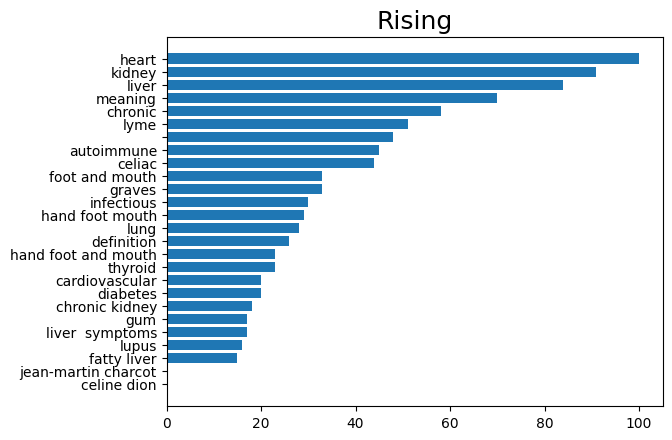 Rising
heart
kidney
liver
meaning
chronic
lyme
autoimmune
celiac
foot and mouth
graves
infectious
hand foot mouth
lung
definition
hand foot and mouth
thyroid
cardiovascular
diabetes
chronic kidney
gum
liver  symptoms
lupus
fatty liver
jean-martin charcot
celine dion
0 20 40 60 80 100